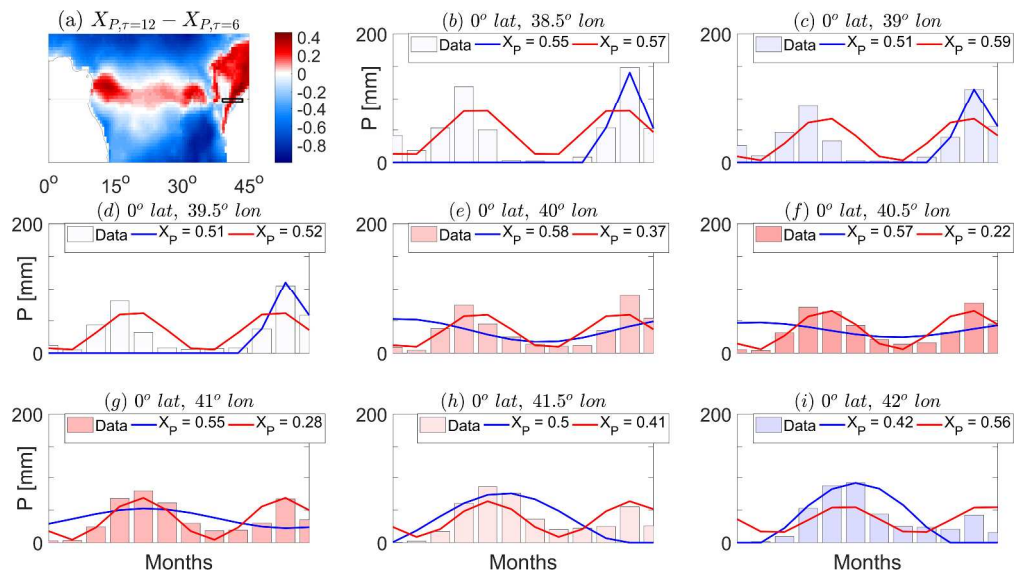 (a) X_{P,τ=12} − X_{P,τ=6}
0.4
0.2
0
-0.2
-0.4
-0.6
-0.8
0° 15° 30° 45°
(b) 0° lat, 38.5° lon
200
Data X_P = 0.55 X_P = 0.57
P [mm]
0
(c) 0° lat, 39° lon
200
Data X_P = 0.51 X_P = 0.59
0
(d) 0° lat, 39.5° lon
200
Data X_P = 0.51 X_P = 0.52
P [mm]
0
(e) 0° lat, 40° lon
200
Data X_P = 0.58 X_P = 0.37
0
(f) 0° lat, 40.5° lon
200
Data X_P = 0.57 X_P = 0.22
0
(g) 0° lat, 41° lon
200
Data X_P = 0.55 X_P = 0.28
P [mm]
0
Months
(h) 0° lat, 41.5° lon
200
Data X_P = 0.5 X_P = 0.41
0
Months
(i) 0° lat, 42° lon
200
Data X_P = 0.42 X_P = 0.56
0
Months